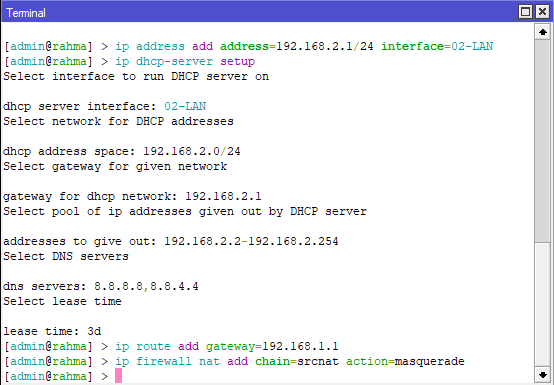 Terminal
[admin@rahma] > ip address add address=192.168.2.1/24 interface=02-LAN
[admin@rahma] > ip dhcp-server setup
Select interface to run DHCP server on
dhcp server interface: 02-LAN
Select network for DHCP addresses
dhcp address space: 192.168.2.0/24
Select gateway for given network
gateway for dhcp network: 192.168.2.1
Select pool of ip addresses given out by DHCP server
addresses to give out: 192.168.2.2-192.168.2.254
Select DNS servers
dns servers: 8.8.8.8,8.8.4.4
Select lease time
lease time: 3d
[admin@rahma] > ip route add gateway=192.168.1.1
[admin@rahma] > ip firewall nat add chain=srcnat action=masquerade
[admin@rahma] >